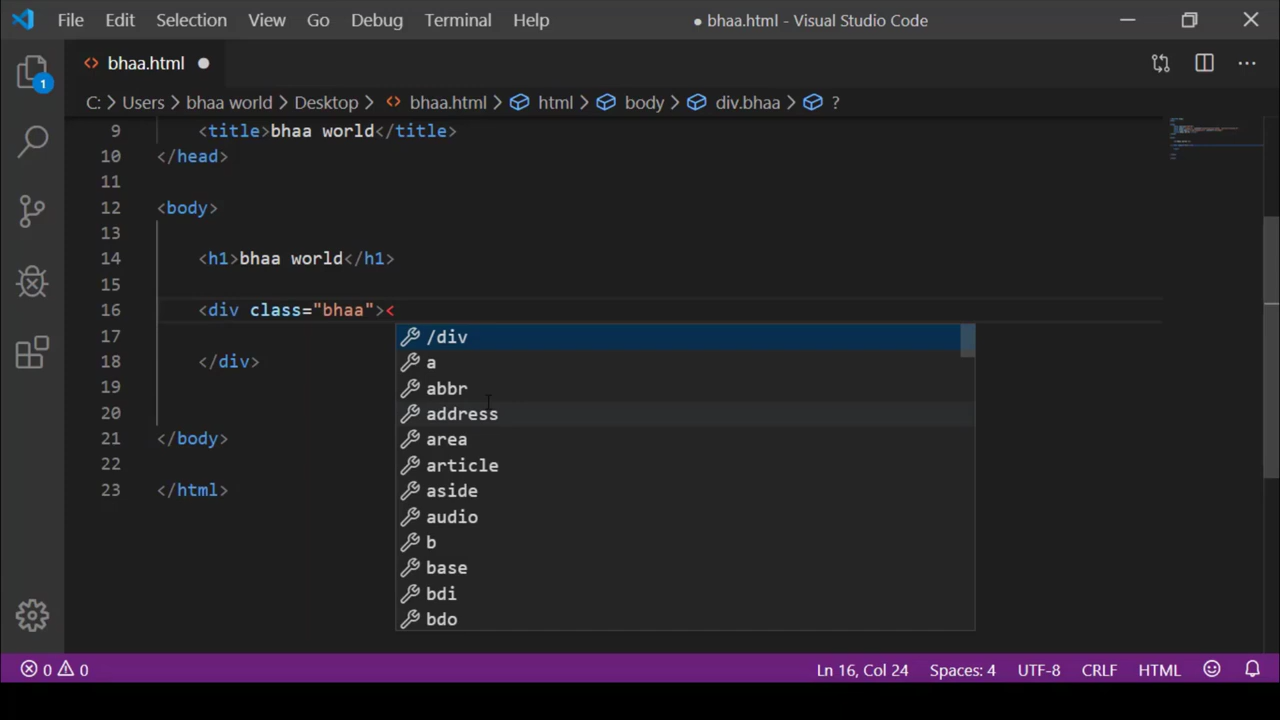 File Edit Selection View Go Debug Terminal Help ● bhaa.html - Visual Studio Code
<> bhaa.html ●
C: > Users > bhaa world > Desktop > <> bhaa.html > html > body > div.bhaa > ?
1
9 <title>bhaa world</title>
10 </head>
11
12 <body>
13
14 <h1>bhaa world</h1>
15
16 <div class="bhaa"><
17 /div
a
18 </div>
19 abbr
20 address
21 </body> area
22 article
23 </html> aside
audio
b
base
bdi
bdo
0 0 Ln 16, Col 24 Spaces: 4 UTF-8 CRLF HTML